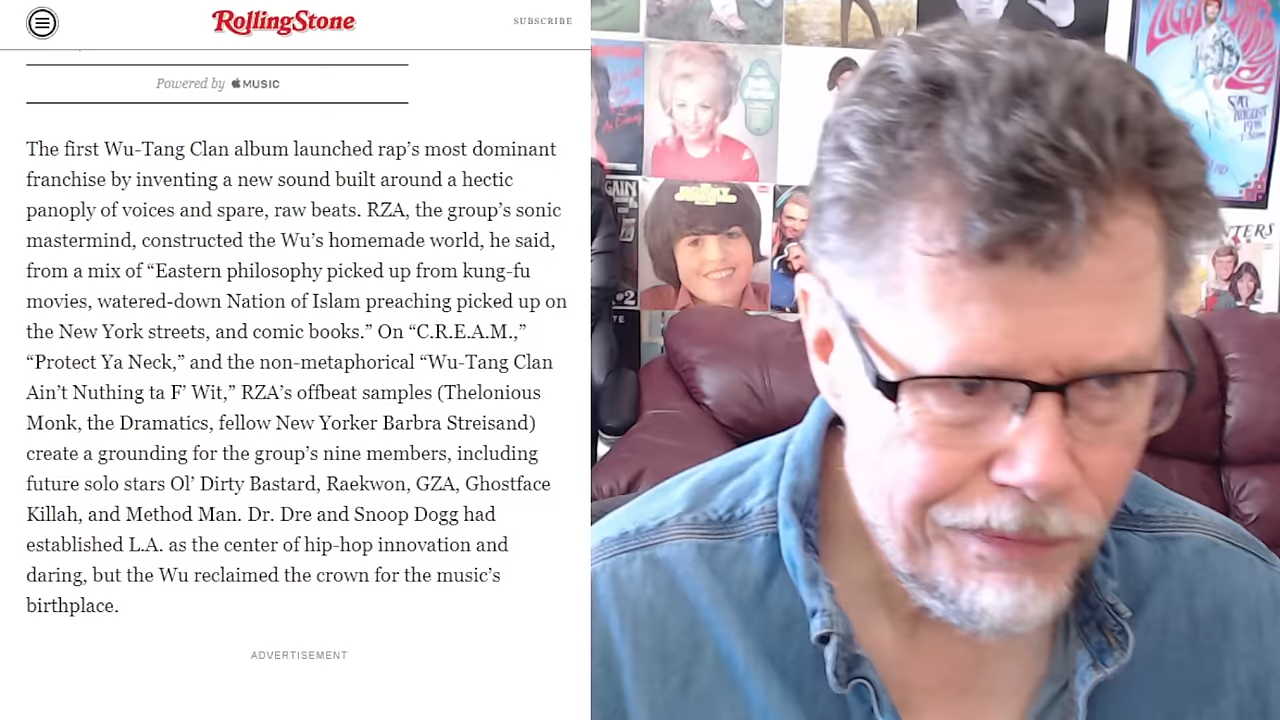 RollingStone
SUBSCRIBE
Powered by MUSIC
The first Wu-Tang Clan album launched rap’s most dominant
franchise by inventing a new sound built around a hectic
panoply of voices and spare, raw beats. RZA, the group’s sonic
mastermind, constructed the Wu’s homemade world, he said,
from a mix of “Eastern philosophy picked up from kung-fu
movies, watered-down Nation of Islam preaching picked up on
the New York streets, and comic books.” On “C.R.E.A.M.,”
“Protect Ya Neck,” and the non-metaphorical “Wu-Tang Clan
Ain’t Nuthing ta F’ Wit,” RZA’s offbeat samples (Thelonious
Monk, the Dramatics, fellow New Yorker Barbra Streisand)
create a grounding for the group’s nine members, including
future solo stars Ol’ Dirty Bastard, Raekwon, GZA, Ghostface
Killah, and Method Man. Dr. Dre and Snoop Dogg had
established L.A. as the center of hip-hop innovation and
daring, but the Wu reclaimed the crown for the music’s
birthplace.
ADVERTISEMENT
SAT
AUGUST
GAIN
#2